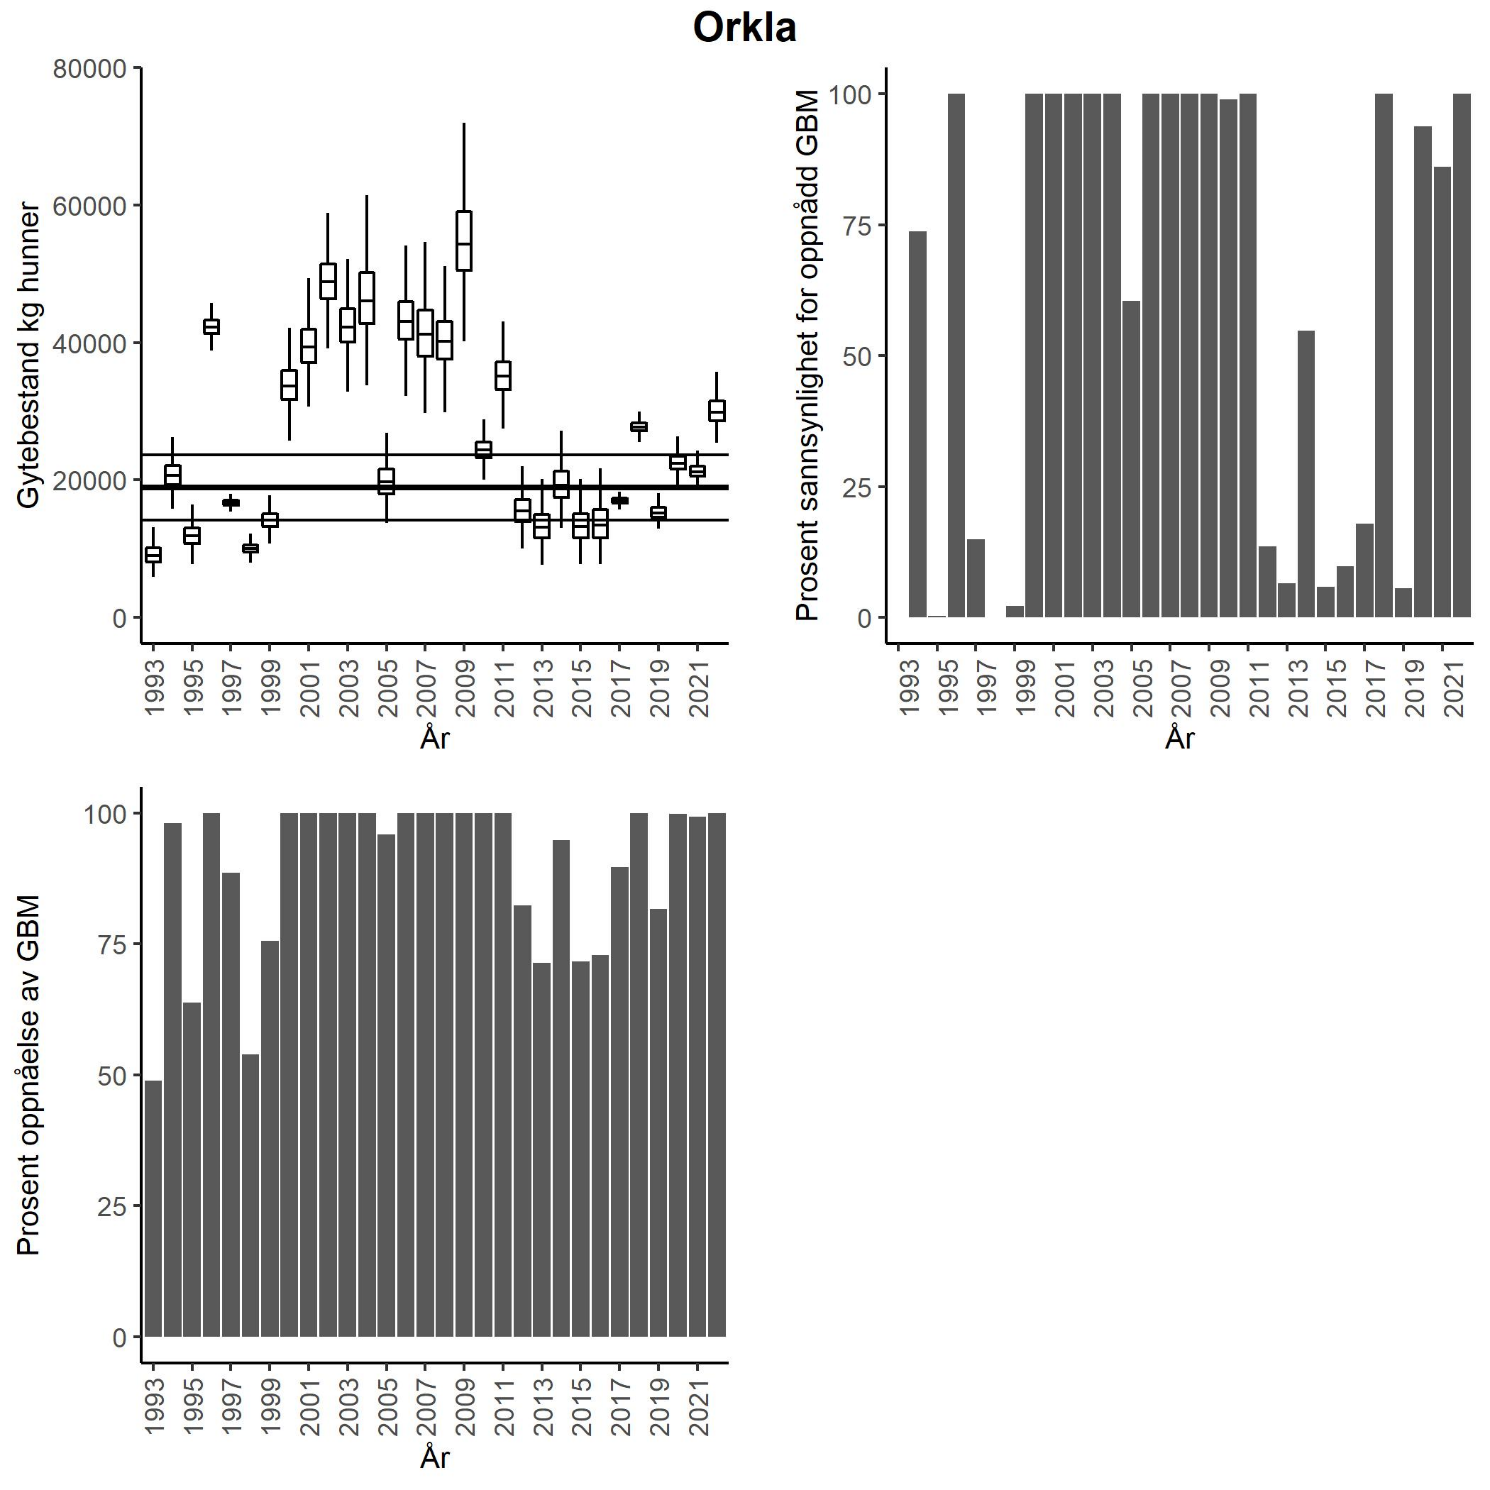 Orkla
Gytebestand kg hunner
80000
60000
40000
20000
0
1993 1995 1997 1999 2001 2003 2005 2007 2009 2011 2013 2015 2017 2019 2021
År
Prosent sannsynlighet for oppnådd GBM
100
75
50
25
0
1993 1995 1997 1999 2001 2003 2005 2007 2009 2011 2013 2015 2017 2019 2021
År
Prosent oppnåelse av GBM
100
75
50
25
0
1993 1995 1997 1999 2001 2003 2005 2007 2009 2011 2013 2015 2017 2019 2021
År